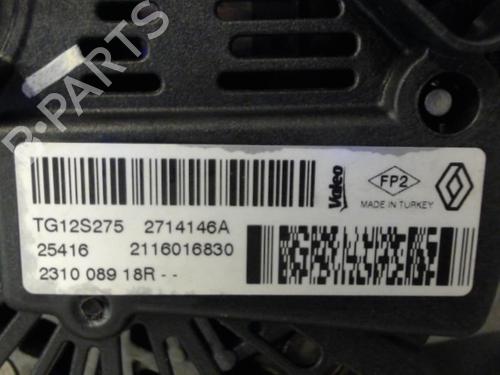 B-PARTS
Valeo
FP2
MADE IN TURKEY
TG12S275 2714146A
25416 2116016830
2310 089 18R - -